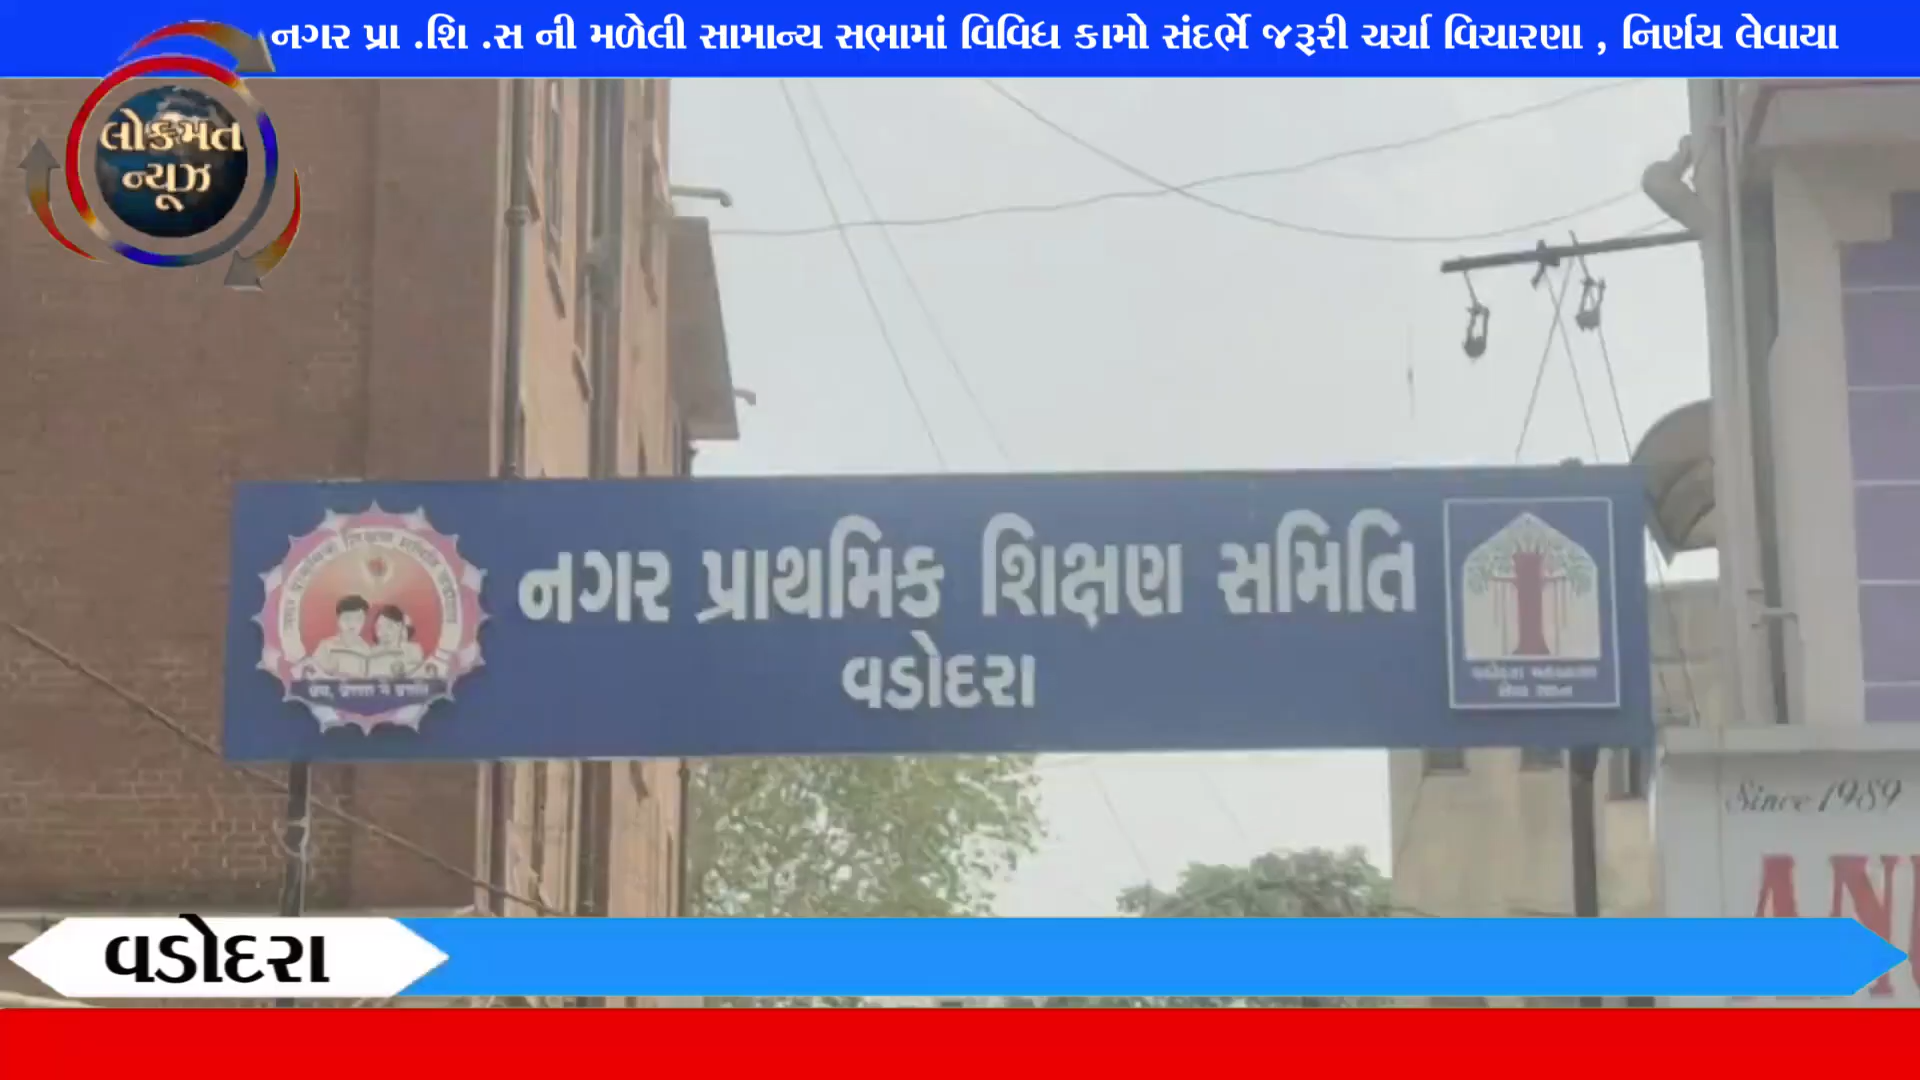 નગર પ્રા .શિ .સ ની મળેલી સામાન્ય સભામાં વિવિધ કામો સંદર્ભે જરૂરી ચર્ચા વિચારણા , નિર્ણય લેવાયા
લોકમત
ન્યૂઝ
નગર પ્રાથમિક શિક્ષણ સમિતિ
વડોદરા
Since 1989
વડોદરા